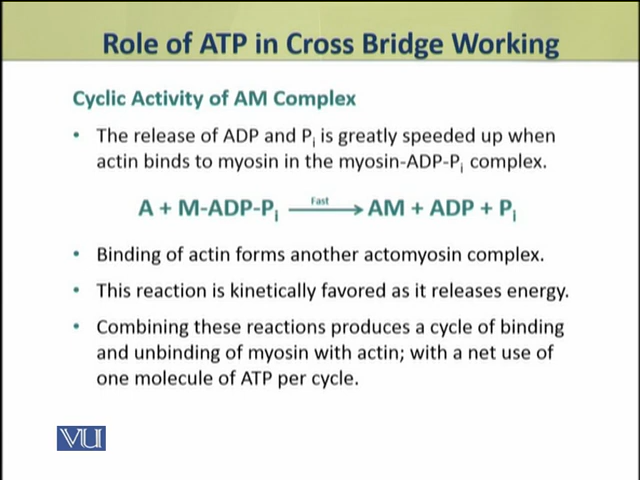 Role of ATP in Cross Bridge Working
Cyclic Activity of AM Complex
• The release of ADP and Pi is greatly speeded up when
actin binds to myosin in the myosin-ADP-Pi complex.
A + M-ADP-Pi Fast ⟶ AM + ADP + Pi
• Binding of actin forms another actomyosin complex.
• This reaction is kinetically favored as it releases energy.
• Combining these reactions produces a cycle of binding
and unbinding of myosin with actin; with a net use of
one molecule of ATP per cycle.
VU